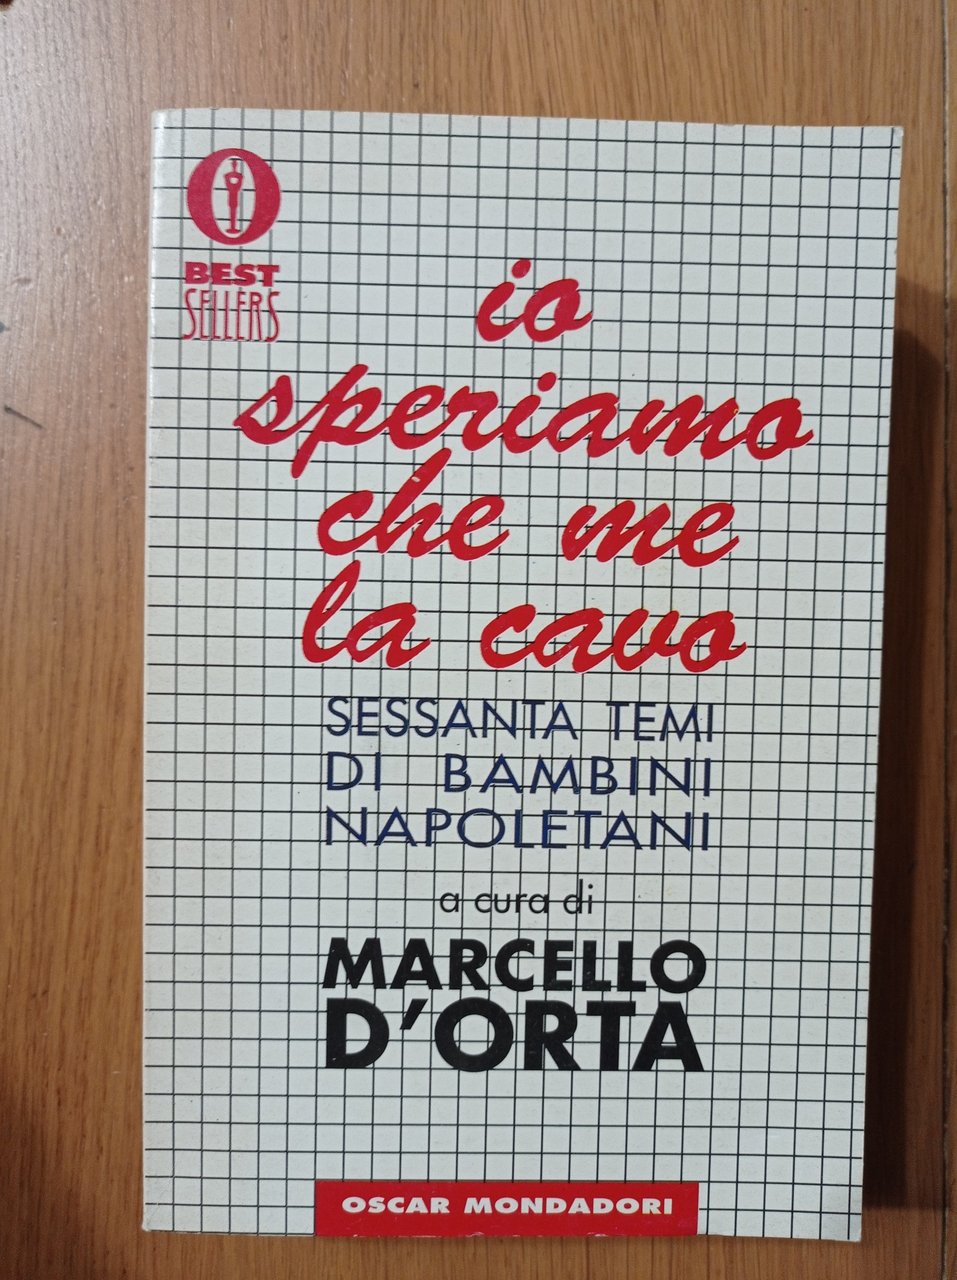 BEST
SELLERS
io
speriamo
che me
la cavo
SESSANTA TEMI
DI BAMBINI
NAPOLETANI
a cura di
MARCELLO
D'ORTA
OSCAR MONDADORI